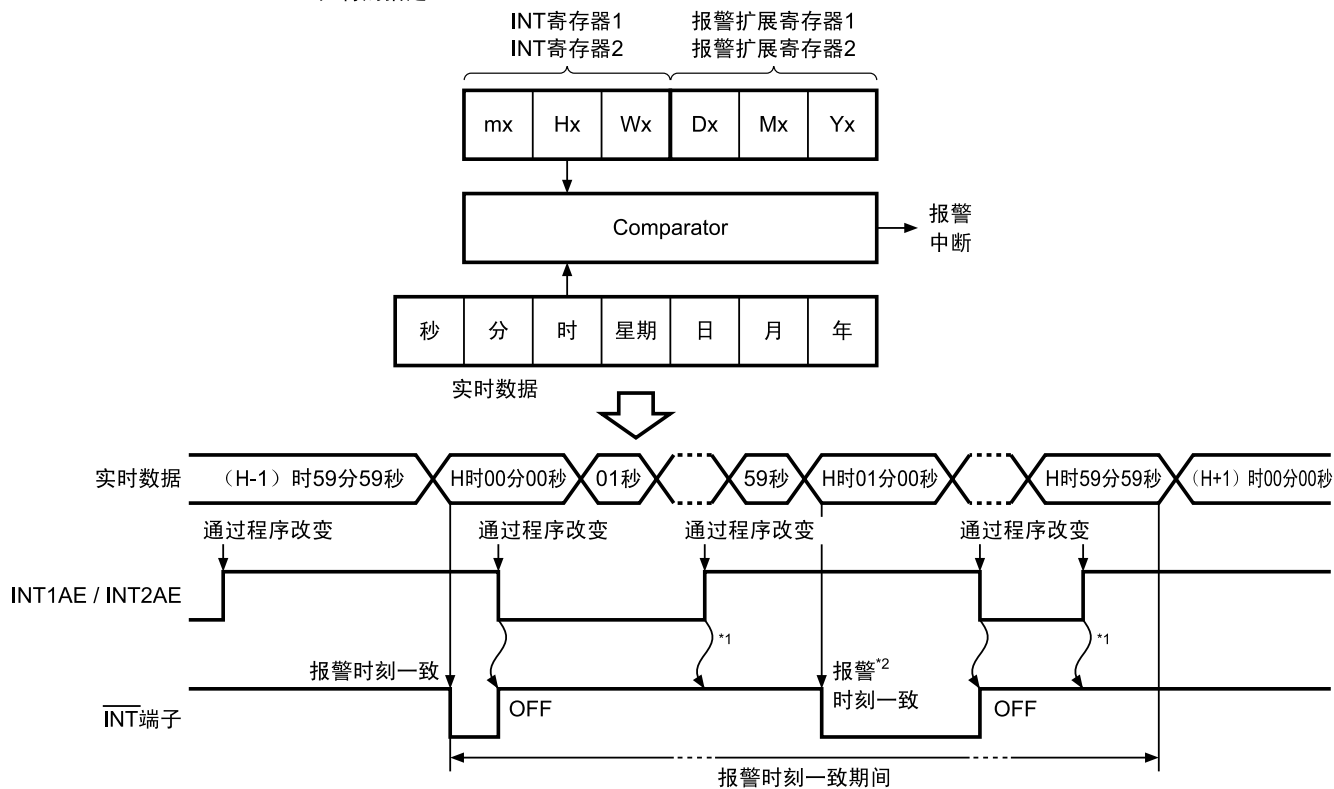 INT寄存器1
INT寄存器2
报警扩展寄存器1
报警扩展寄存器2
mx
Hx
Wx
Dx
Mx
Yx
Comparator
报警
中断
秒
分
时
星期
日
月
年
实时数据
实时数据
（H-1）时59分59秒
H时00分00秒
01秒
59秒
H时01分00秒
H时59分59秒
（H+1）时00分00秒
通过程序改变
通过程序改变
通过程序改变
通过程序改变
通过程序改变
INT1AE / INT2AE
*1
*1
报警时刻一致
报警*2
时刻一致
INT端子
OFF
OFF
报警时刻一致期间